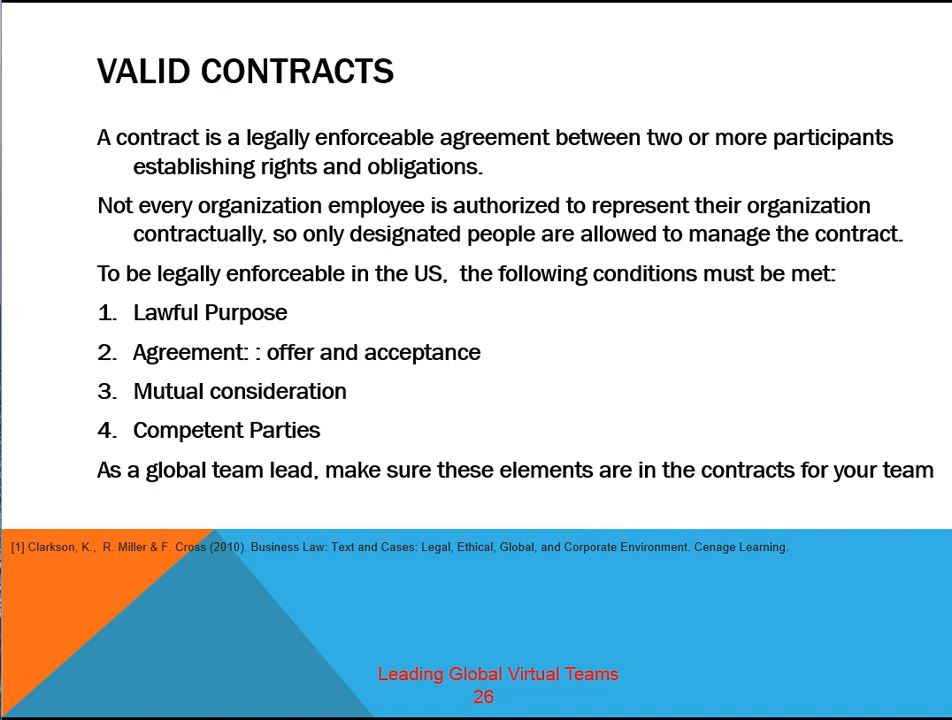 VALID CONTRACTS
A contract is a legally enforceable agreement between two or more participants
establishing rights and obligations.
Not every organization employee is authorized to represent their organization
contractually, so only designated people are allowed to manage the contract.
To be legally enforceable in the US,  the following conditions must be met:
1. Lawful Purpose
2. Agreement: : offer and acceptance
3. Mutual consideration
4. Competent Parties
As a global team lead, make sure these elements are in the contracts for your team
[1] Clarkson, K.,  R. Miller & F. Cross (2010). Business Law: Text and Cases: Legal, Ethical, Global, and Corporate Environment. Cenage Learning.
Leading Global Virtual Teams
26